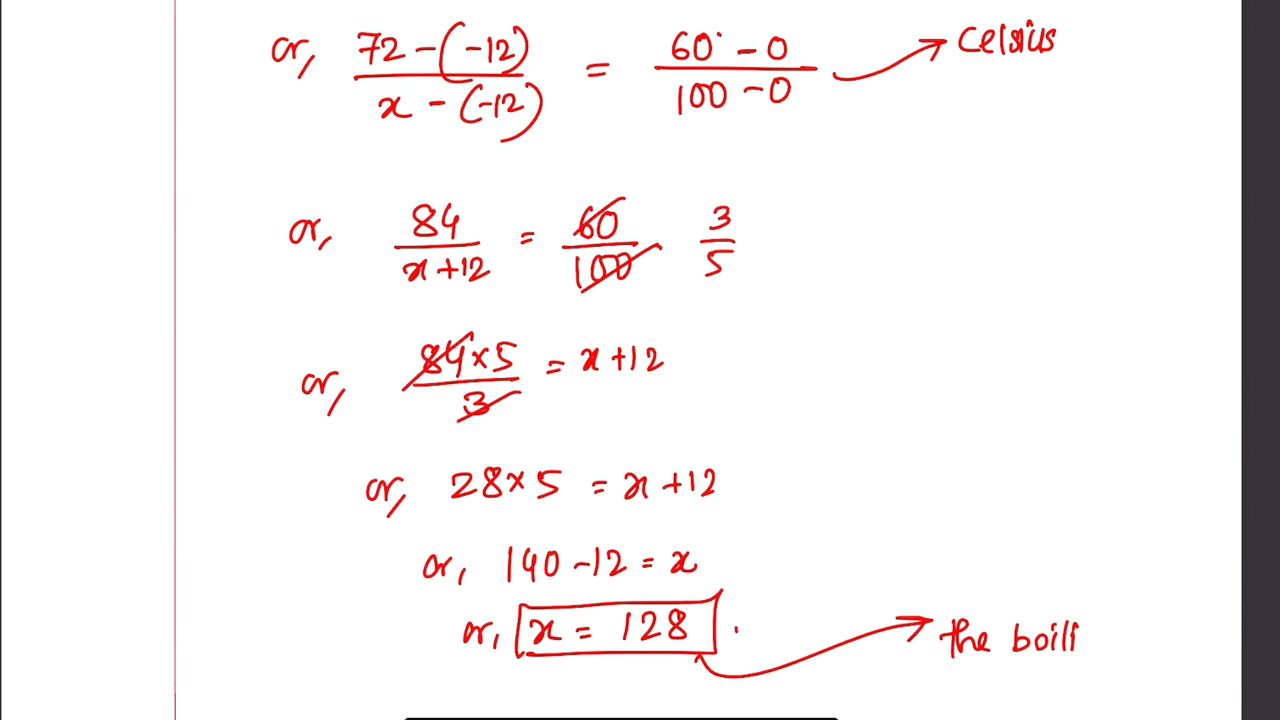 or, 72 - (-12) / x - (-12) = 60 - 0 / 100 - 0 → Celsius
or, 84 / x + 12 = 60 / 100 3 / 5
or, 84 × 5 / 3 = x + 12
or, 28 × 5 = x + 12
or, 140 - 12 = x
or, x = 128 . → the boili